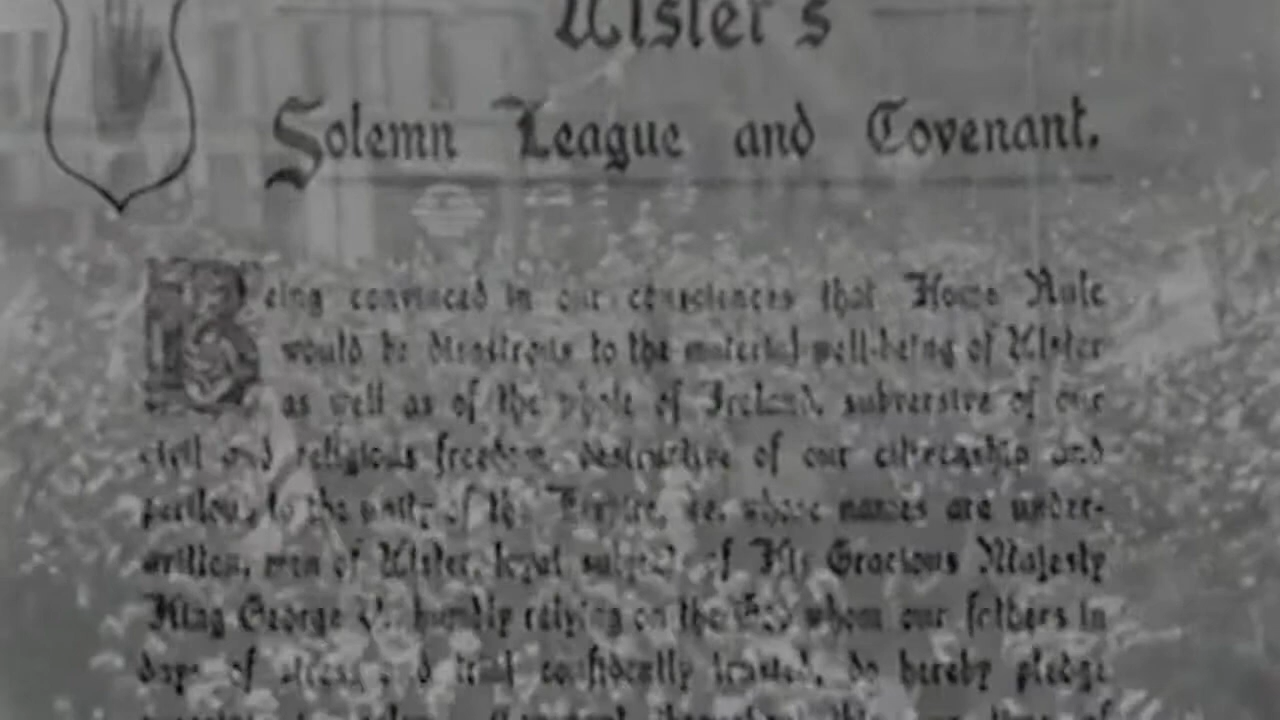 Ulster's
Solemn League and Covenant.
Being convinced in our consciences that Home Rule
would be disastrous to the material well-being of Ulster
as well as of the whole of Ireland, subversive of our
civil and religious freedom, destructive of our citizenship and
perilous to the unity of the Empire, we, whose names are under-
written, men of Ulster, loyal subjects of His Gracious Majesty
King George V., humbly relying on the God whom our fathers in
days of stress and trial confidently trusted, do hereby pledge